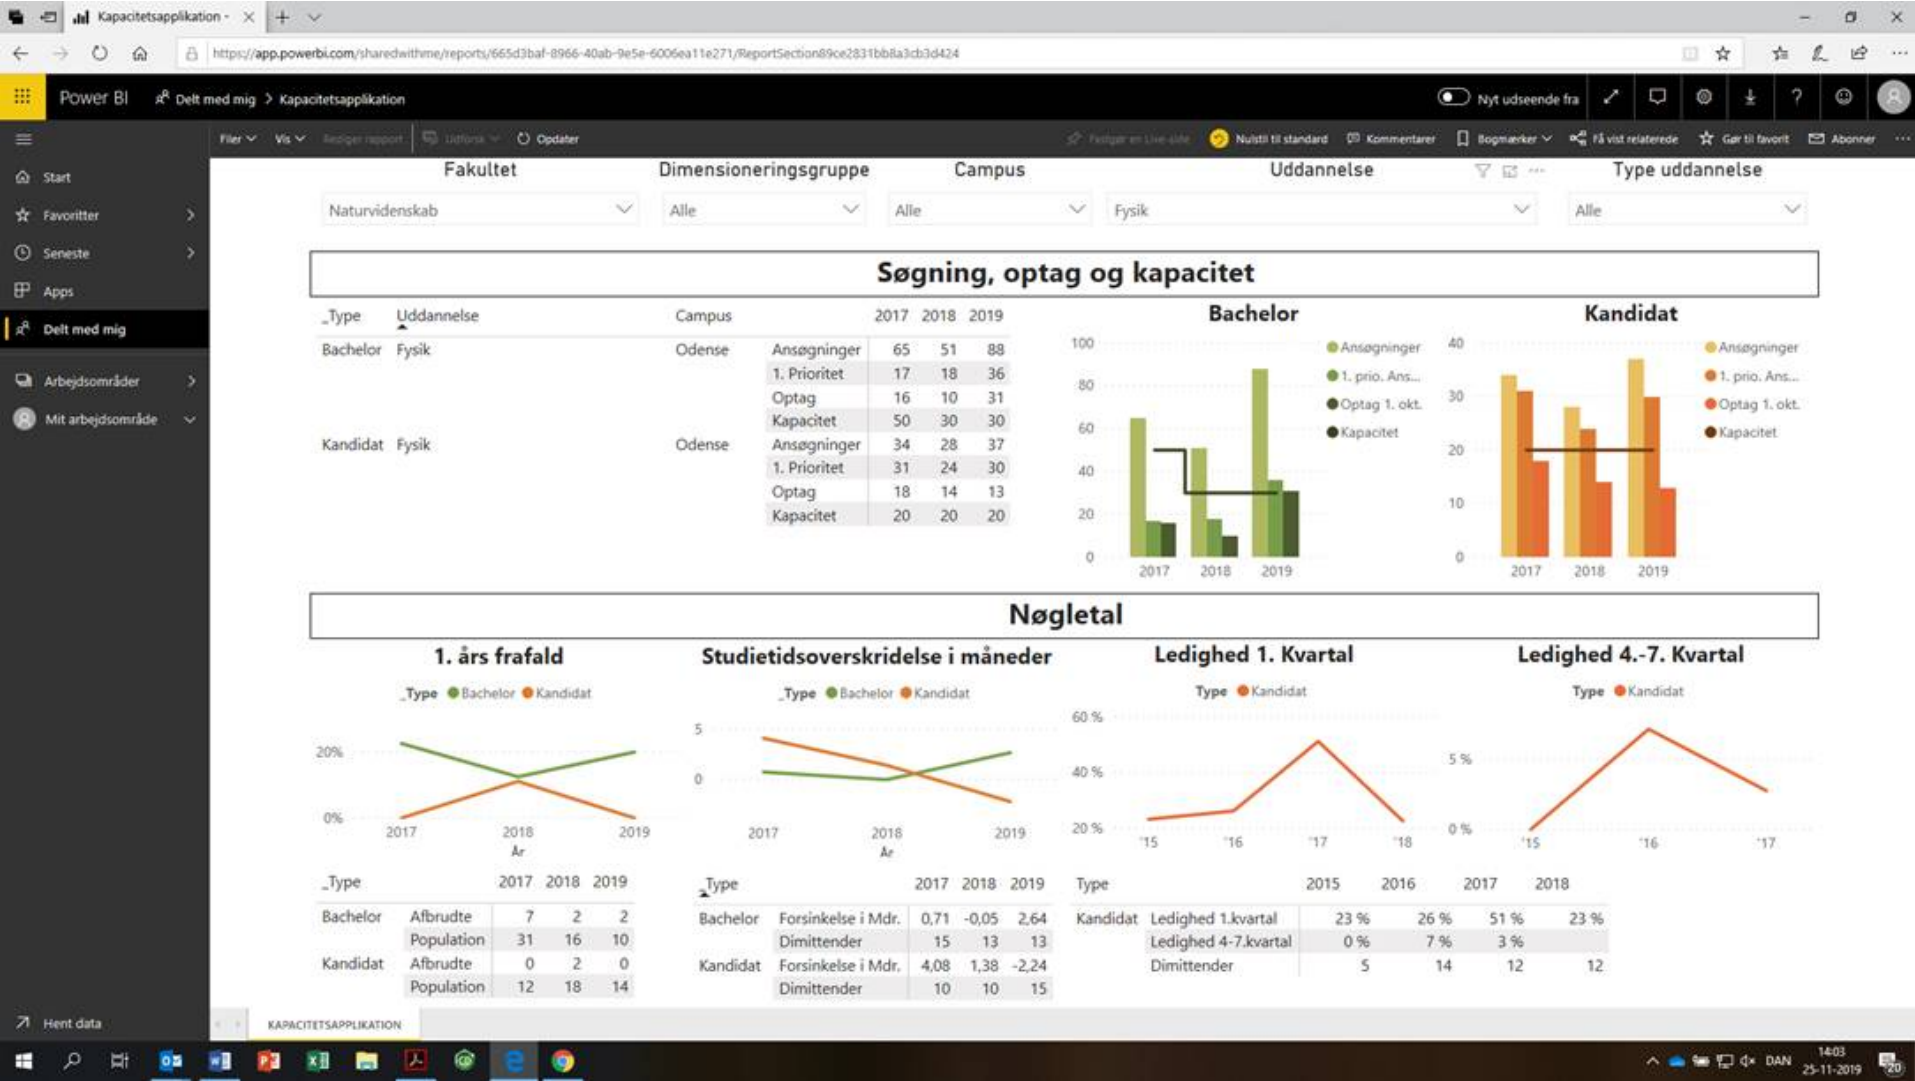 Kapacitetsapplikation -
https://app.powerbi.com/sharedwithme/reports/665d3baf-8966-40ab-9e5e-6006ea11e271/ReportSection89ce2831bb8a3cb3d424
Power BI Delt med mig > Kapacitetsapplikation Nyt udseende fra
Filer Vis Rediger rapport Udforsk Opdater Fastgør en Live-side Nulstil til standard Kommentarer Bogmærker Få vist relaterede Gør til favorit Abonner
Start
Favoritter
Seneste
Apps
Delt med mig
Arbejdsområder
Mit arbejdsområde
Hent data
Fakultet Dimensioneringsgruppe Campus Uddannelse Type uddannelse
Naturvidenskab Alle Alle Fysik Alle
Søgning, optag og kapacitet
_Type Uddannelse Campus 2017 2018 2019
Bachelor Fysik Odense Ansøgninger 65 51 88
1. Prioritet 17 18 36
Optag 16 10 31
Kapacitet 50 30 30
Kandidat Fysik Odense Ansøgninger 34 28 37
1. Prioritet 31 24 30
Optag 18 14 13
Kapacitet 20 20 20
Bachelor
100
80
60
40
20
0
2017 2018 2019
Ansøgninger
1. prio. Ans...
Optag 1. okt.
Kapacitet
Kandidat
40
30
20
10
0
2017 2018 2019
Ansøgninger
1. prio. Ans...
Optag 1. okt.
Kapacitet
Nøgletal
1. års frafald
_Type Bachelor Kandidat
20%
0%
2017 2018 2019
År
_Type 2017 2018 2019
Bachelor Afbrudte 7 2 2
Population 31 16 10
Kandidat Afbrudte 0 2 0
Population 12 18 14
Studietidsoverskridelse i måneder
_Type Bachelor Kandidat
5
0
2017 2018 2019
År
_Type 2017 2018 2019
Bachelor Forsinkelse i Mdr. 0,71 -0,05 2,64
Dimittender 15 13 13
Kandidat Forsinkelse i Mdr. 4,08 1,38 -2,24
Dimittender 10 10 15
Ledighed 1. Kvartal
Type Kandidat
60 %
40 %
20 %
'15 '16 '17 '18
Ledighed 4.-7. Kvartal
Type Kandidat
5 %
0 %
'15 '16 '17
Type 2015 2016 2017 2018
Kandidat Ledighed 1.kvartal 23 % 26 % 51 % 23 %
Ledighed 4-7.kvartal 0 % 7 % 3 %
Dimittender 5 14 12 12
KAPACITETSAPPLIKATION
DAN
14:03
25-11-2019
20